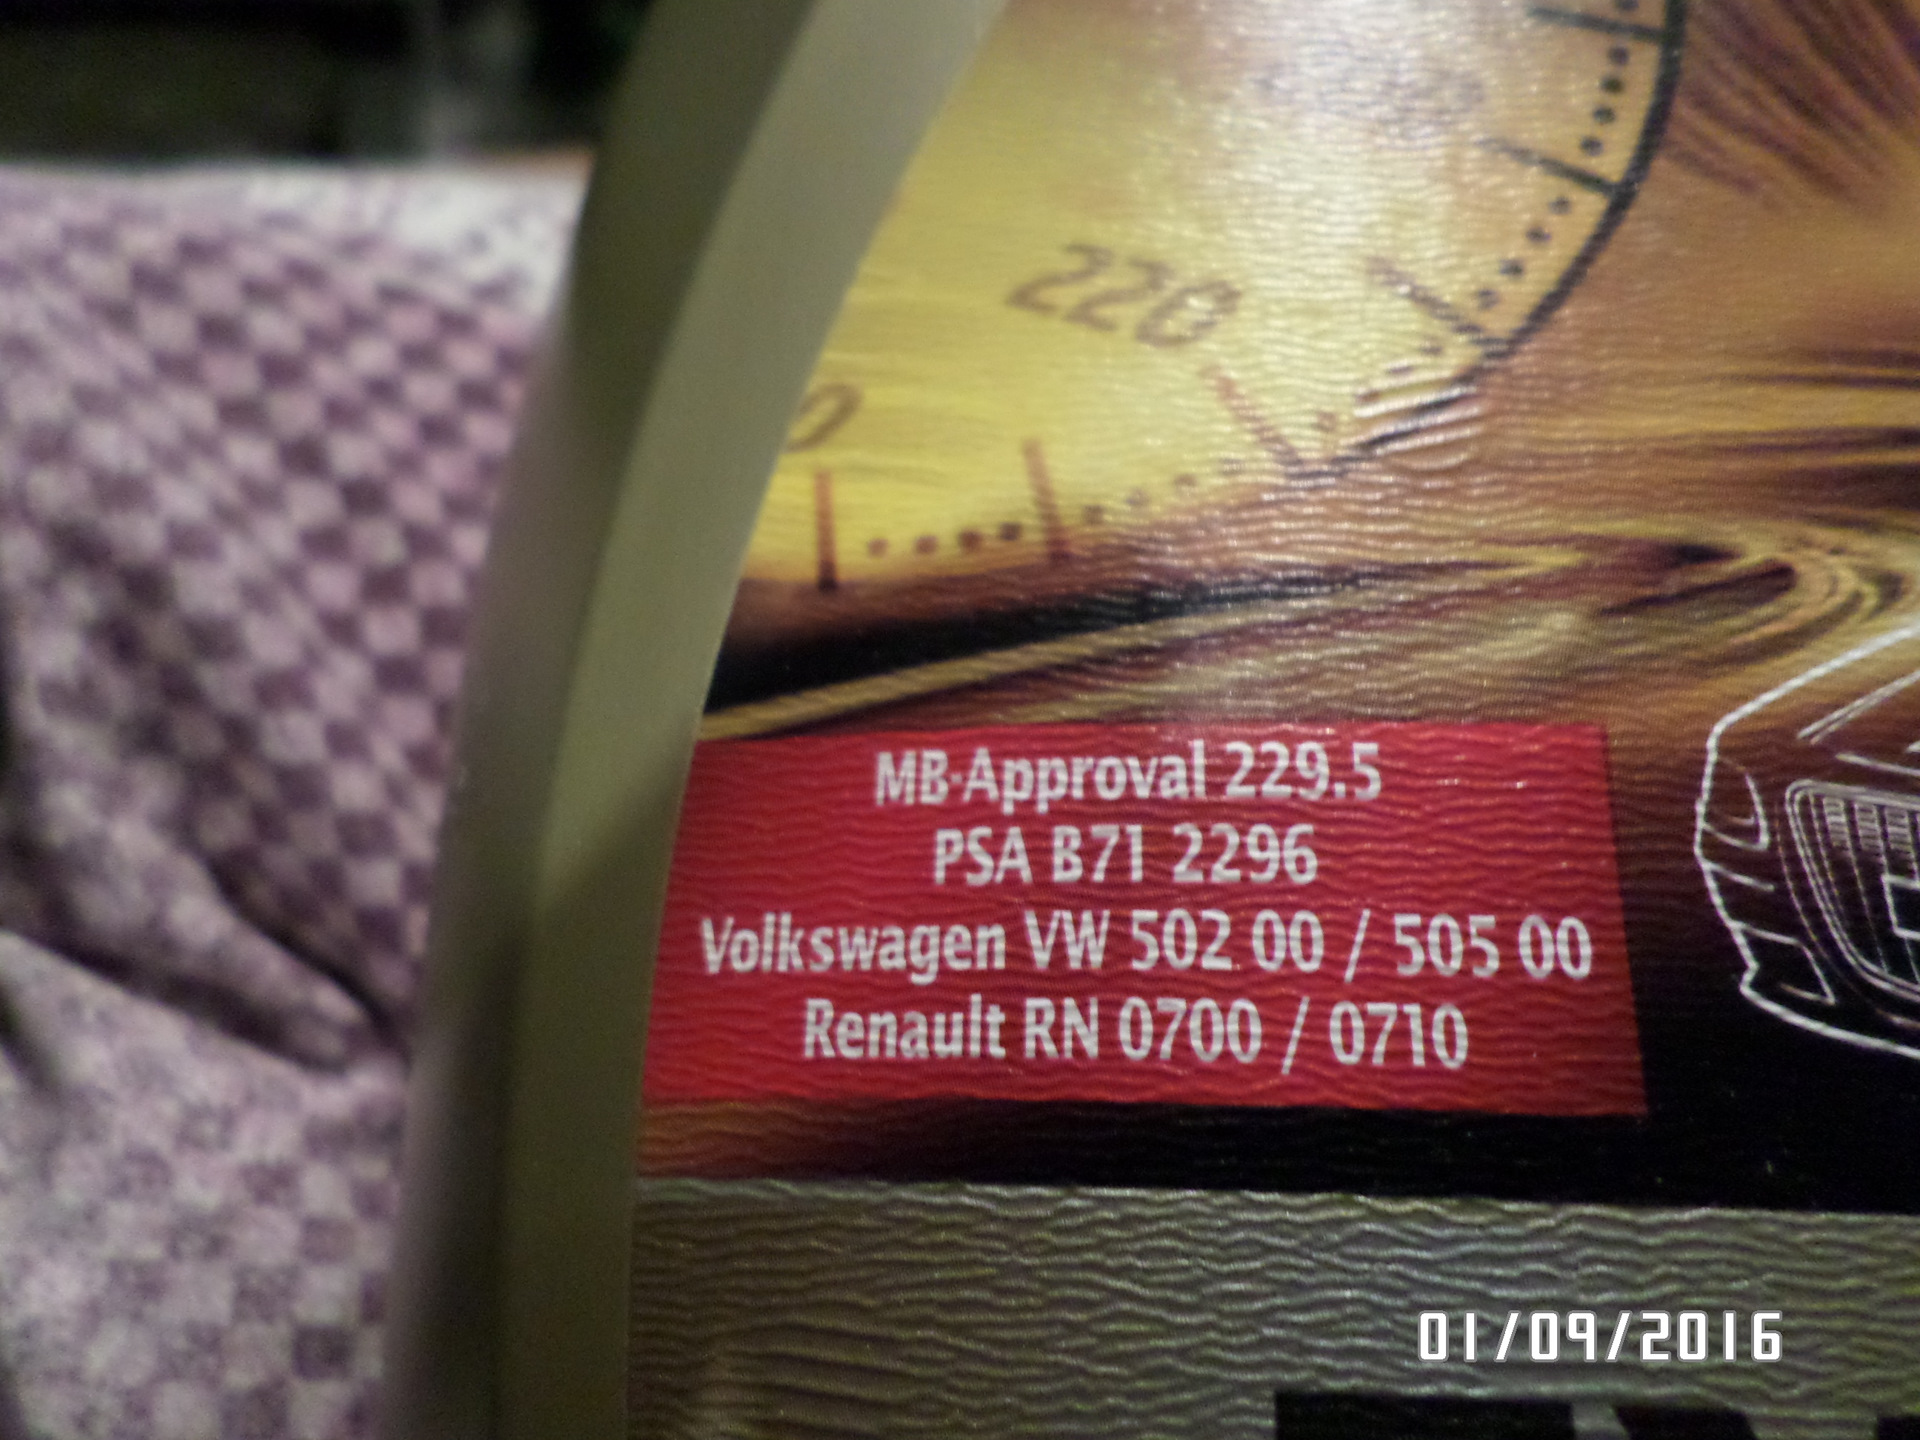 220
0
MB-Approval 229.5
PSA B71 2296
Volkswagen VW 502 00 / 505 00
Renault RN 0700 / 0710
01/09/2016